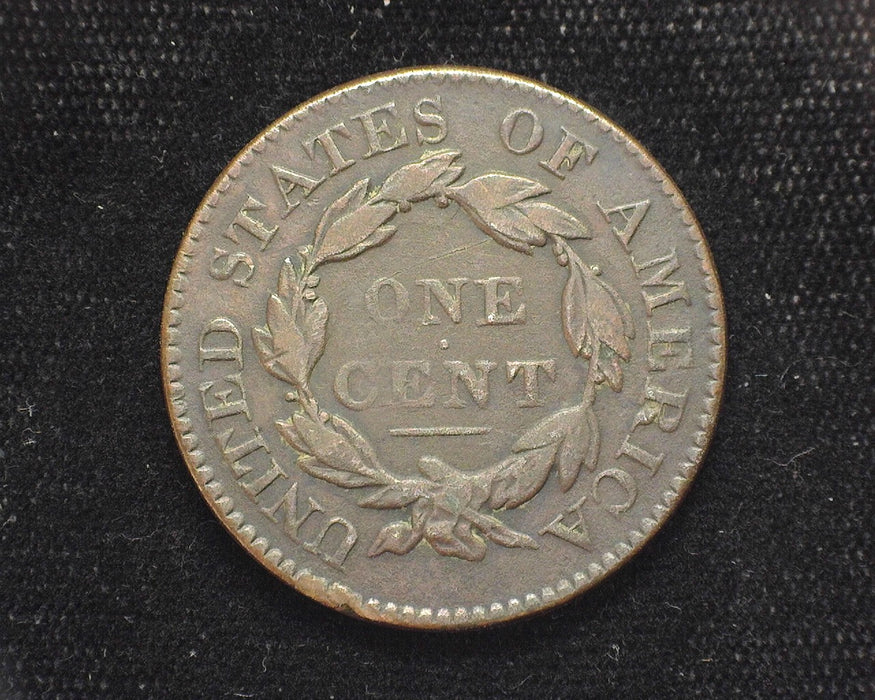 UNITED STATES OF AMERICA
ONE
CENT